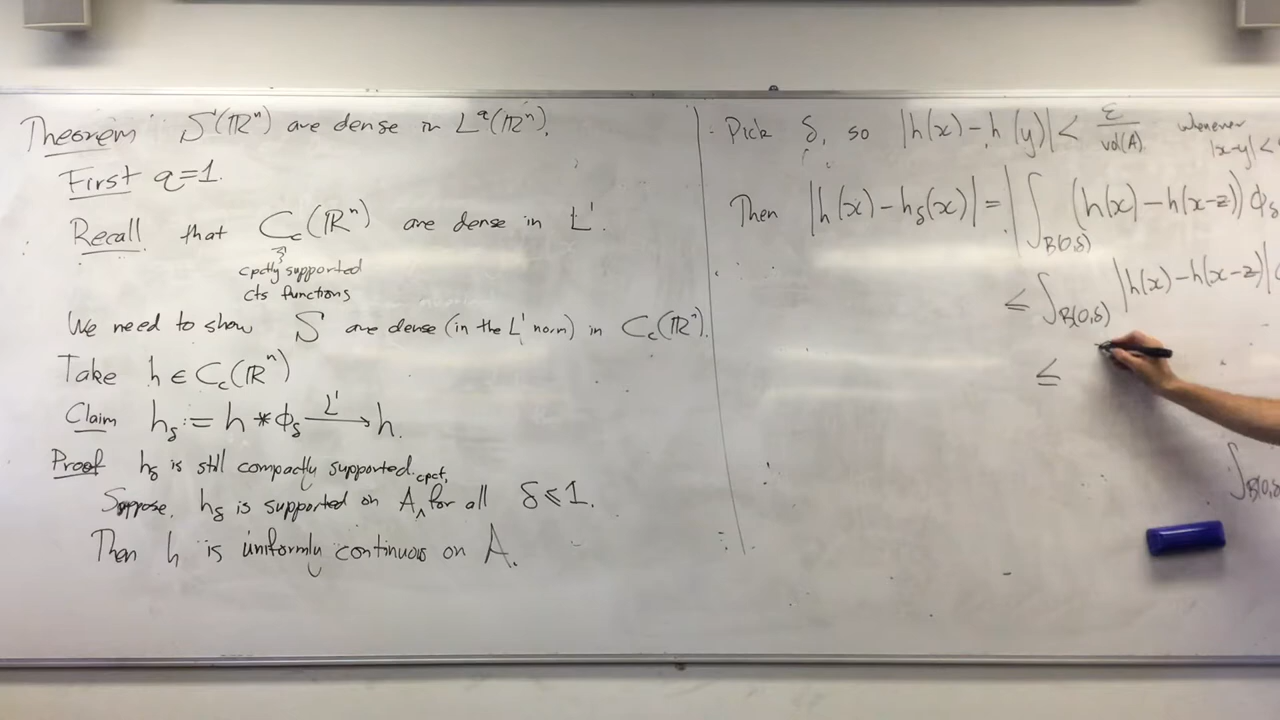 Theorem S(ℝⁿ) are dense in L^q(ℝⁿ).
First q=1.
Recall that C_c(ℝⁿ) are dense in L¹.
cpctly supported
cts functions
We need to show S are dense (in the L¹ norm) in C_c(ℝⁿ).
Take h ∈ C_c(ℝⁿ)
Claim h_δ := h * ϕ_δ —L¹→ h.
Proof h_δ is still compactly supported.
Suppose h_δ is supported on A, ^cpct, for all δ ≤ 1.
Then h is uniformly continuous on A.
Pick δ, so |h(x) - h(y)| < ε/vol(A) whenever |x-y| <
Then |h(x) - h_δ(x)| = |∫_{B(0,δ)} (h(x) - h(x-z)) ϕ_δ
≤ ∫_{B(0,δ)} |h(x) - h(x-z)|
≤
∫_{B(0,δ